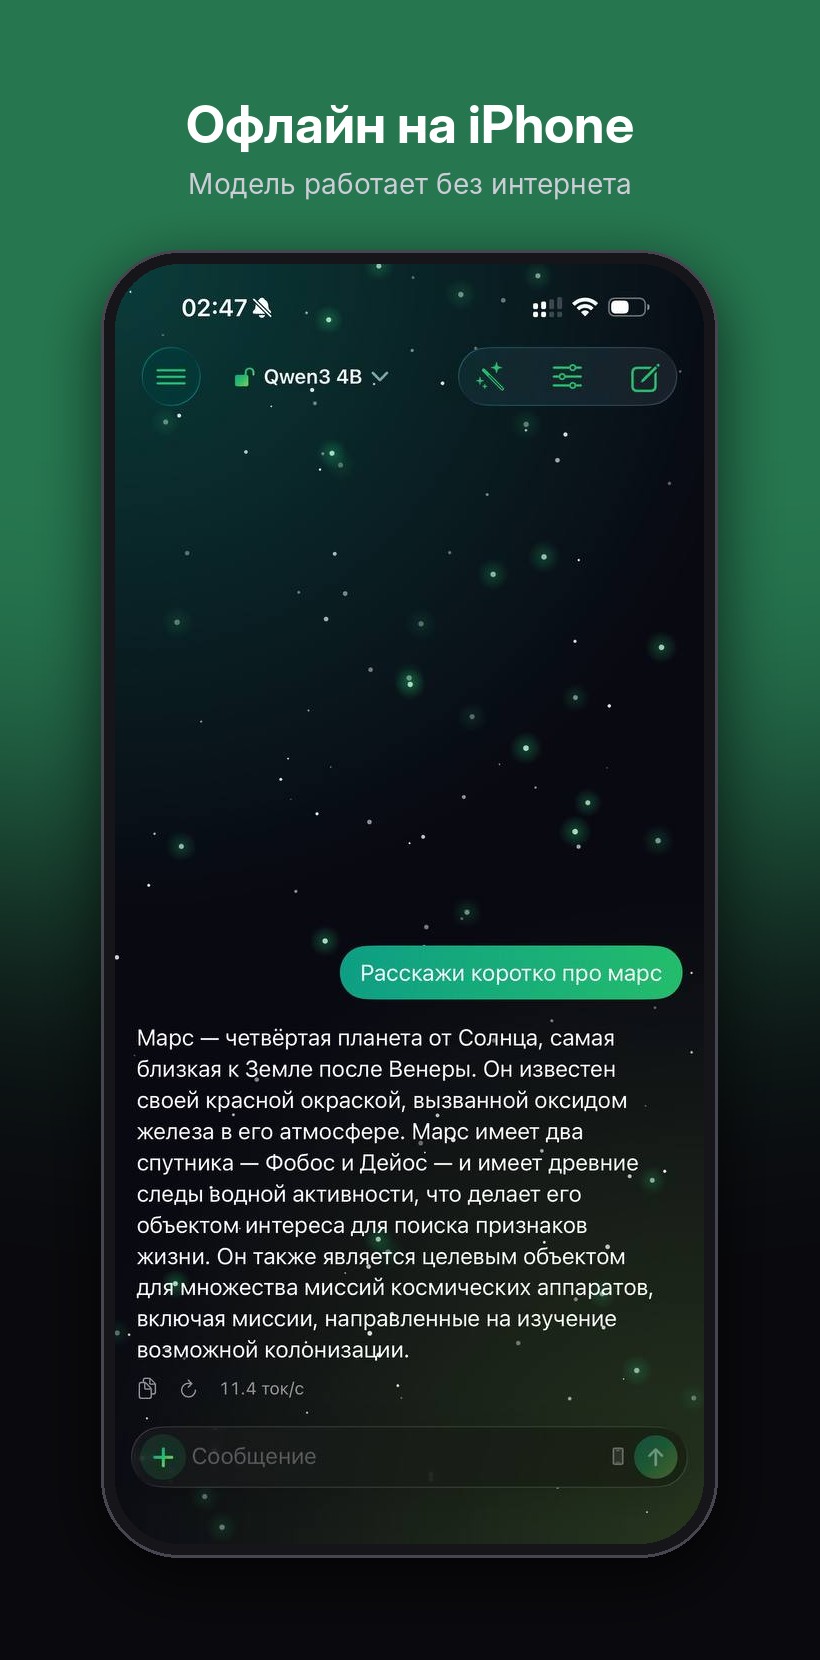 Офлайн на iPhone
Модель работает без интернета
02:47
Qwen3 4B
Расскажи коротко про марс
Марс — четвёртая планета от Солнца, самая
близкая к Земле после Венеры. Он известен
своей красной окраской, вызванной оксидом
железа в его атмосфере. Марс имеет два
спутника — Фобос и Дейос — и имеет древние
следы водной активности, что делает его
объектом интереса для поиска признаков
жизни. Он также является целевым объектом
для множества миссий космических аппаратов,
включая миссии, направленные на изучение
возможной колонизации.
11.4 ток/с
Сообщение